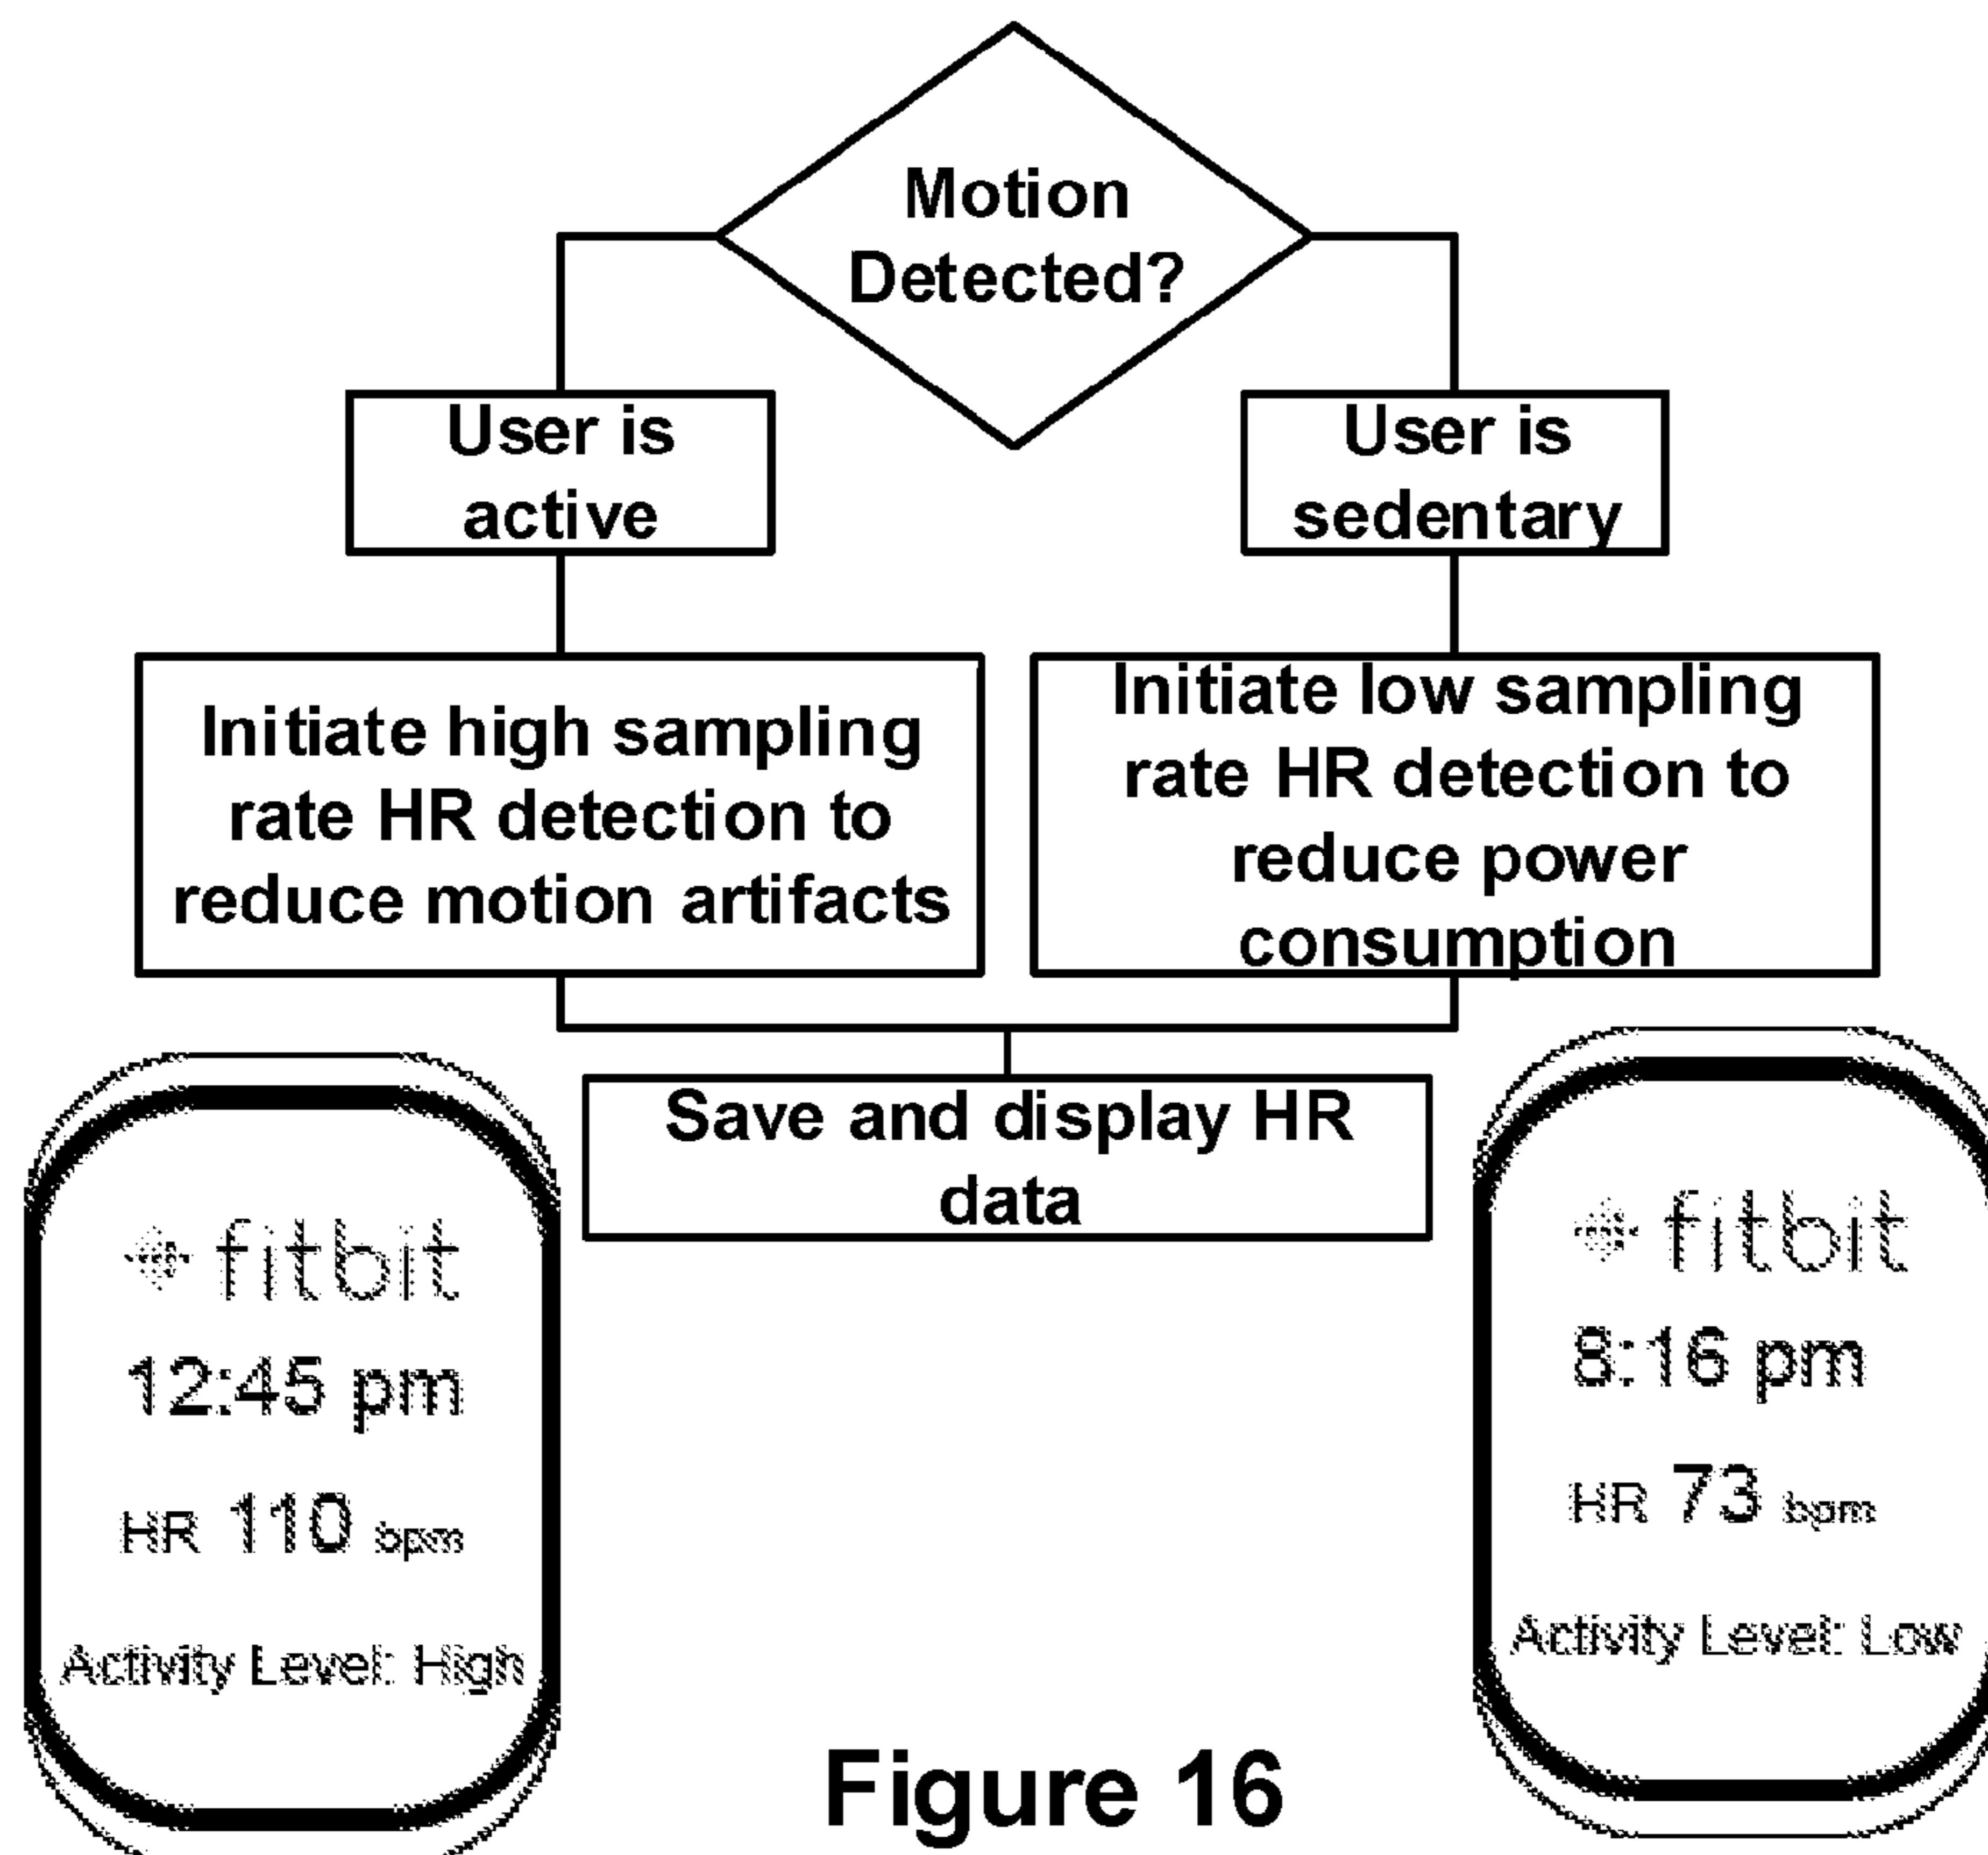 Motion
Detected?
User is
active
User is
sedentary
Initiate high sampling
rate HR detection to
reduce motion artifacts
Initiate low sampling
rate HR detection to
reduce power
consumption
Save and display HR
data
fitbit
12:45 pm
HR 110 bpm
Activity Level: High
fitbit
8:16 pm
HR 73 bpm
Activity Level: Low
Figure 16